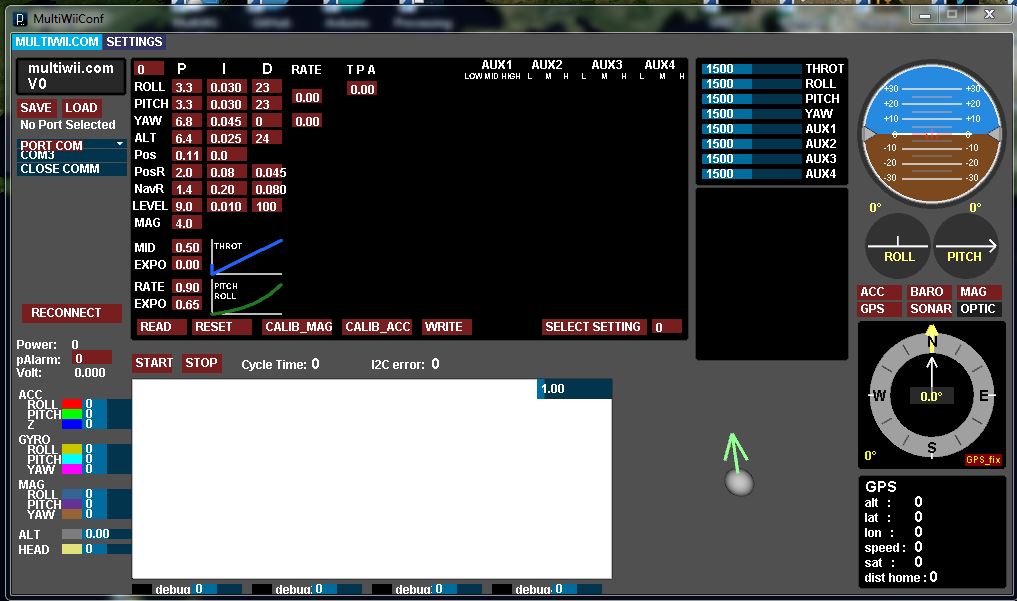 MultiWiiConf
MULTIWII.COM SETTINGS
multiwii.com
V0
SAVE LOAD
No Port Selected
PORT COM
COM3
CLOSE COMM
RECONNECT
Power: 0
pAlarm: 0
Volt: 0.000
ACC
ROLL 0
PITCH 0
Z 0
GYRO
ROLL 0
PITCH 0
YAW 0
MAG
ROLL 0
PITCH 0
YAW 0
ALT 0.00
HEAD 0
0 P I D RATE T P A
ROLL 3.3 0.030 23
PITCH 3.3 0.030 23
0.00 0.00
YAW 6.8 0.045 0 0.00
ALT 6.4 0.025 24
Pos 0.11 0.0
PosR 2.0 0.08 0.045
NavR 1.4 0.20 0.080
LEVEL 9.0 0.010 100
MAG 4.0
MID 0.50
EXPO 0.00
THROT
RATE 0.90
EXPO 0.65
PITCH
ROLL
AUX1 AUX2 AUX3 AUX4
LOW MID HIGH L M H L M H L M H
READ RESET CALIB_MAG CALIB_ACC WRITE SELECT SETTING 0
START STOP Cycle Time: 0 I2C error: 0
1.00
debug 0 debug 0 debug 0 debug 0
1500 THROT
1500 ROLL
1500 PITCH
1500 YAW
1500 AUX1
1500 AUX2
1500 AUX3
1500 AUX4
+30 +30
+20 +20
+10 +10
0 0
-10 -10
-20 -20
-30 -30
0° 0°
ROLL PITCH
ACC BARO MAG
GPS SONAR OPTIC
N
W 0.0° E
S
0° GPS_fix
GPS
alt : 0
lat : 0
lon : 0
speed : 0
sat : 0
dist home : 0